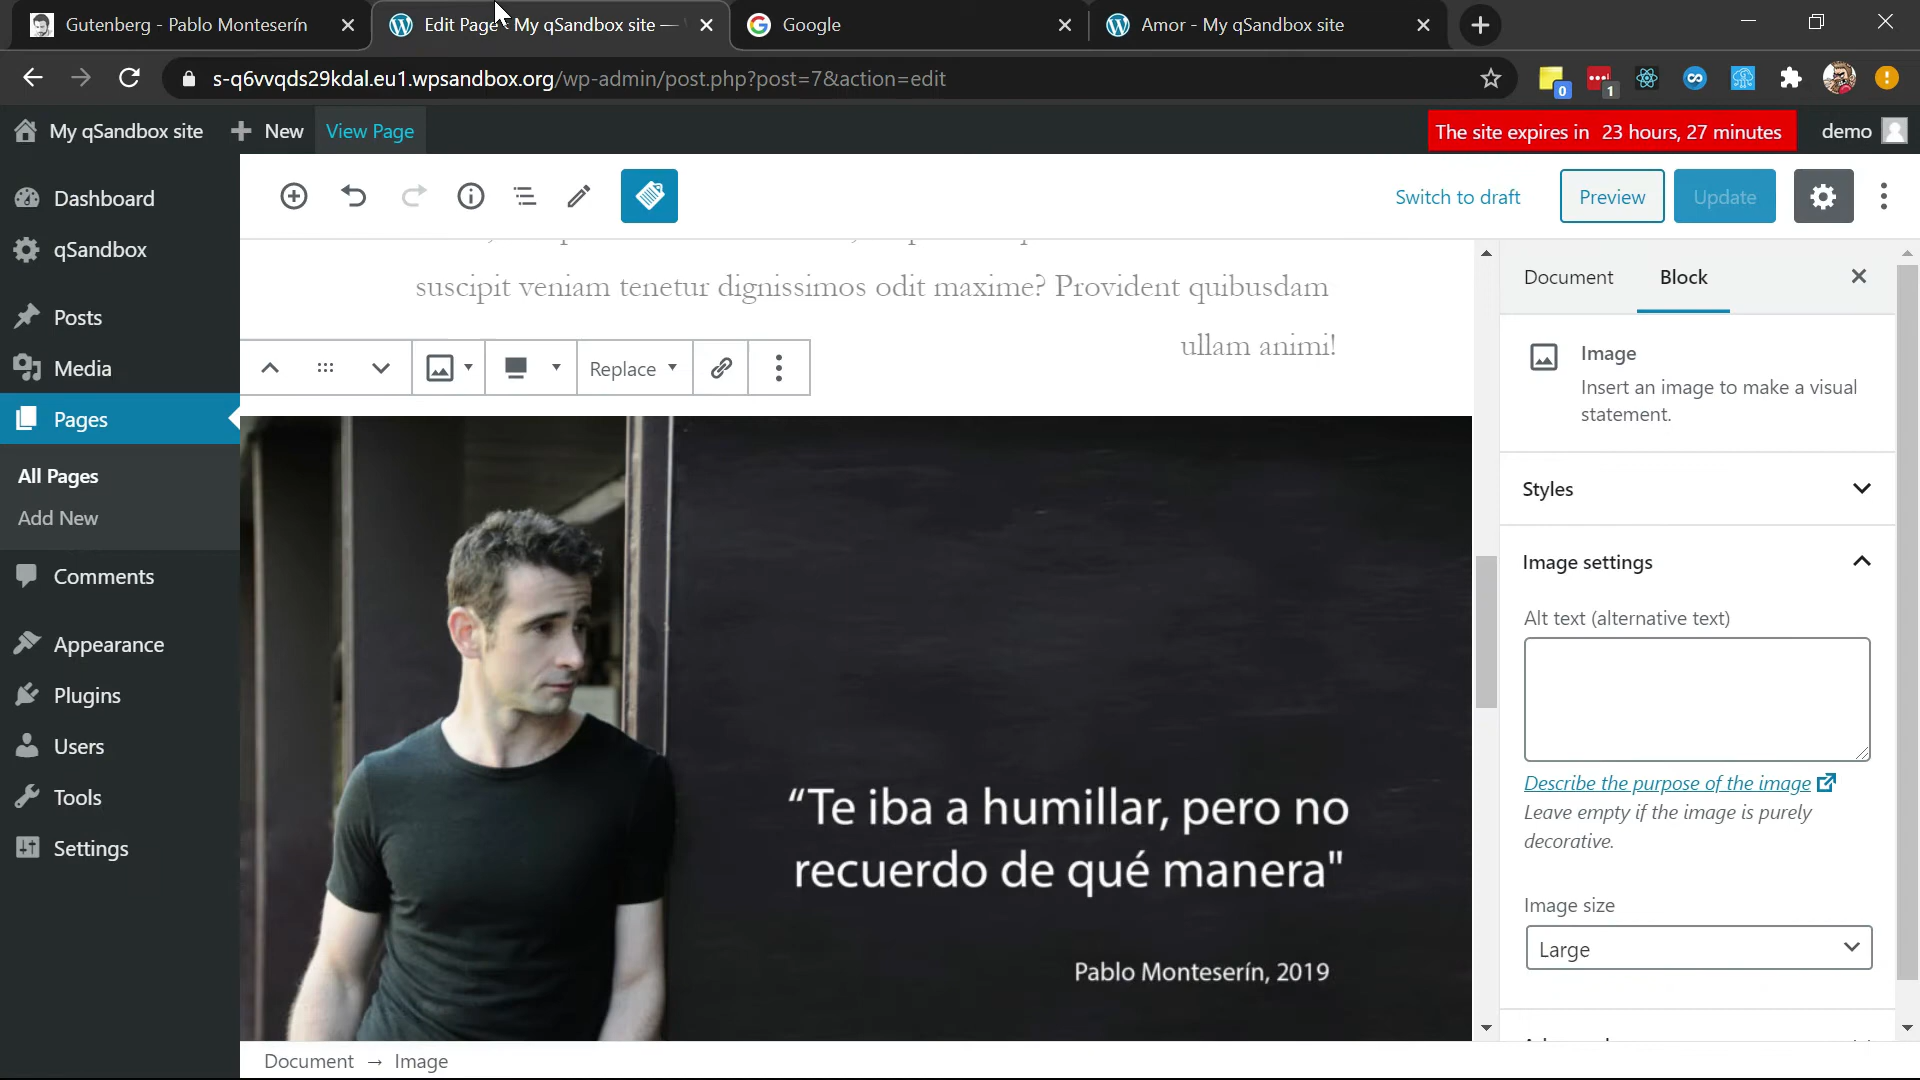 Gutenberg - Pablo Monteserín
Edit Page - My qSandbox site —
Google
Amor - My qSandbox site
s-q6vvqds29kdal.eu1.wpsandbox.org/wp-admin/post.php?post=7&action=edit
0
1
My qSandbox site
New
View Page
The site expires in 23 hours, 27 minutes
demo
Dashboard
qSandbox
Posts
Media
Pages
All Pages
Add New
Comments
Appearance
Plugins
Users
Tools
Settings
Switch to draft
Preview
Update
suscipit veniam tenetur dignissimos odit maxime? Provident quibusdam
ullam animi!
Replace
“Te iba a humillar, pero no
recuerdo de qué manera"
Pablo Monteserín, 2019
Document → Image
Document
Block
Image
Insert an image to make a visual
statement.
Styles
Image settings
Alt text (alternative text)
Describe the purpose of the image
Leave empty if the image is purely
decorative.
Image size
Large